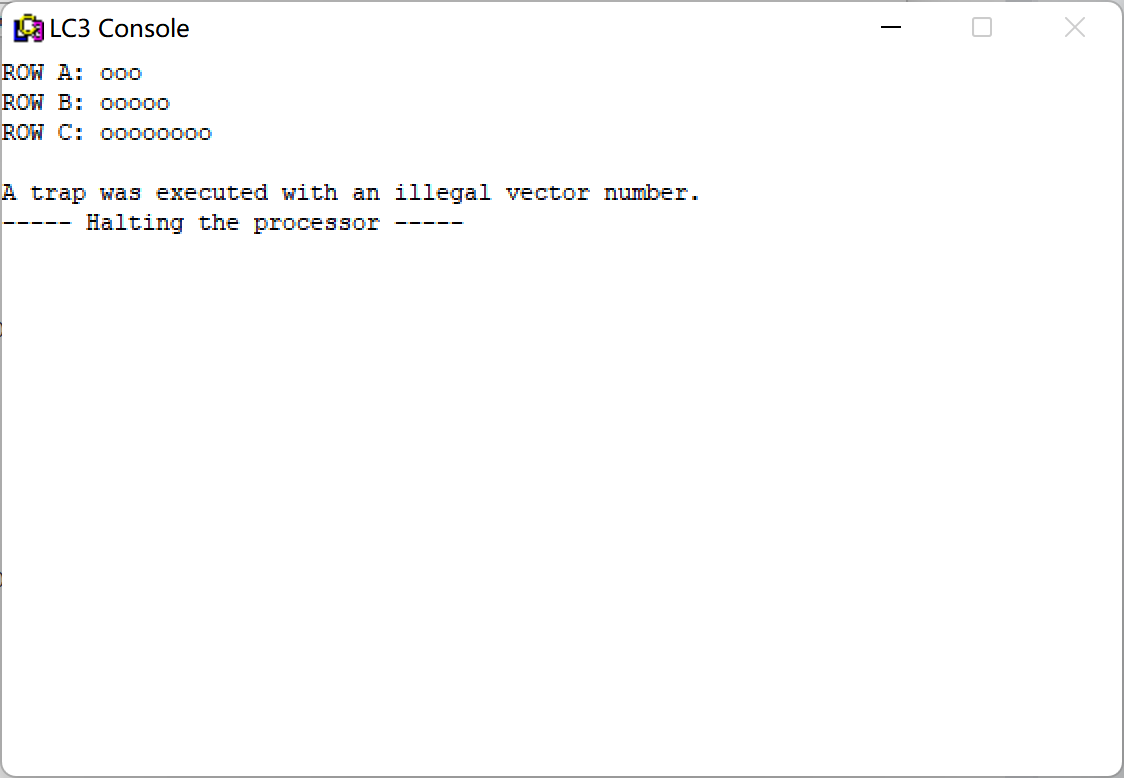 LC3 Console
ROW A: ooo
ROW B: ooooo
ROW C: oooooooo
A trap was executed with an illegal vector number.
----- Halting the processor -----